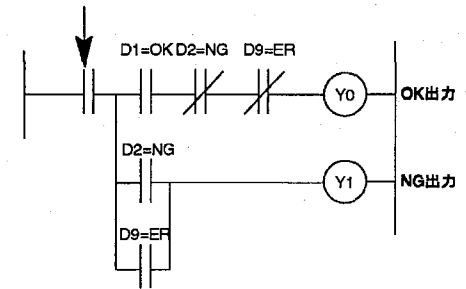 D1=OK D2=NG D9=ER
Y0 OK出力
D2=NG
Y1 NG出力
D9=ER